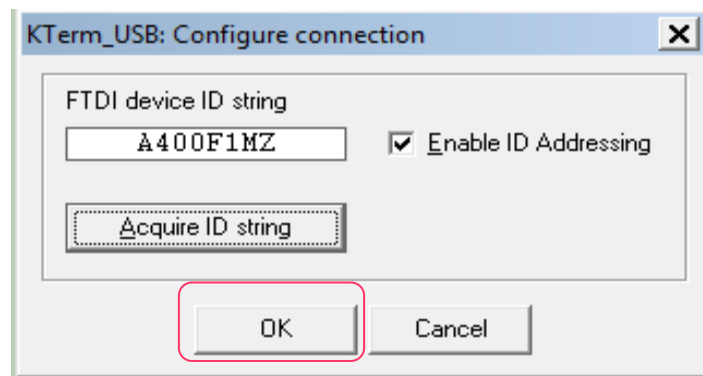 KTerm_USB: Configure connection
FTDI device ID string
A400F1MZ
Enable ID Addressing
Acquire ID string
OK
Cancel